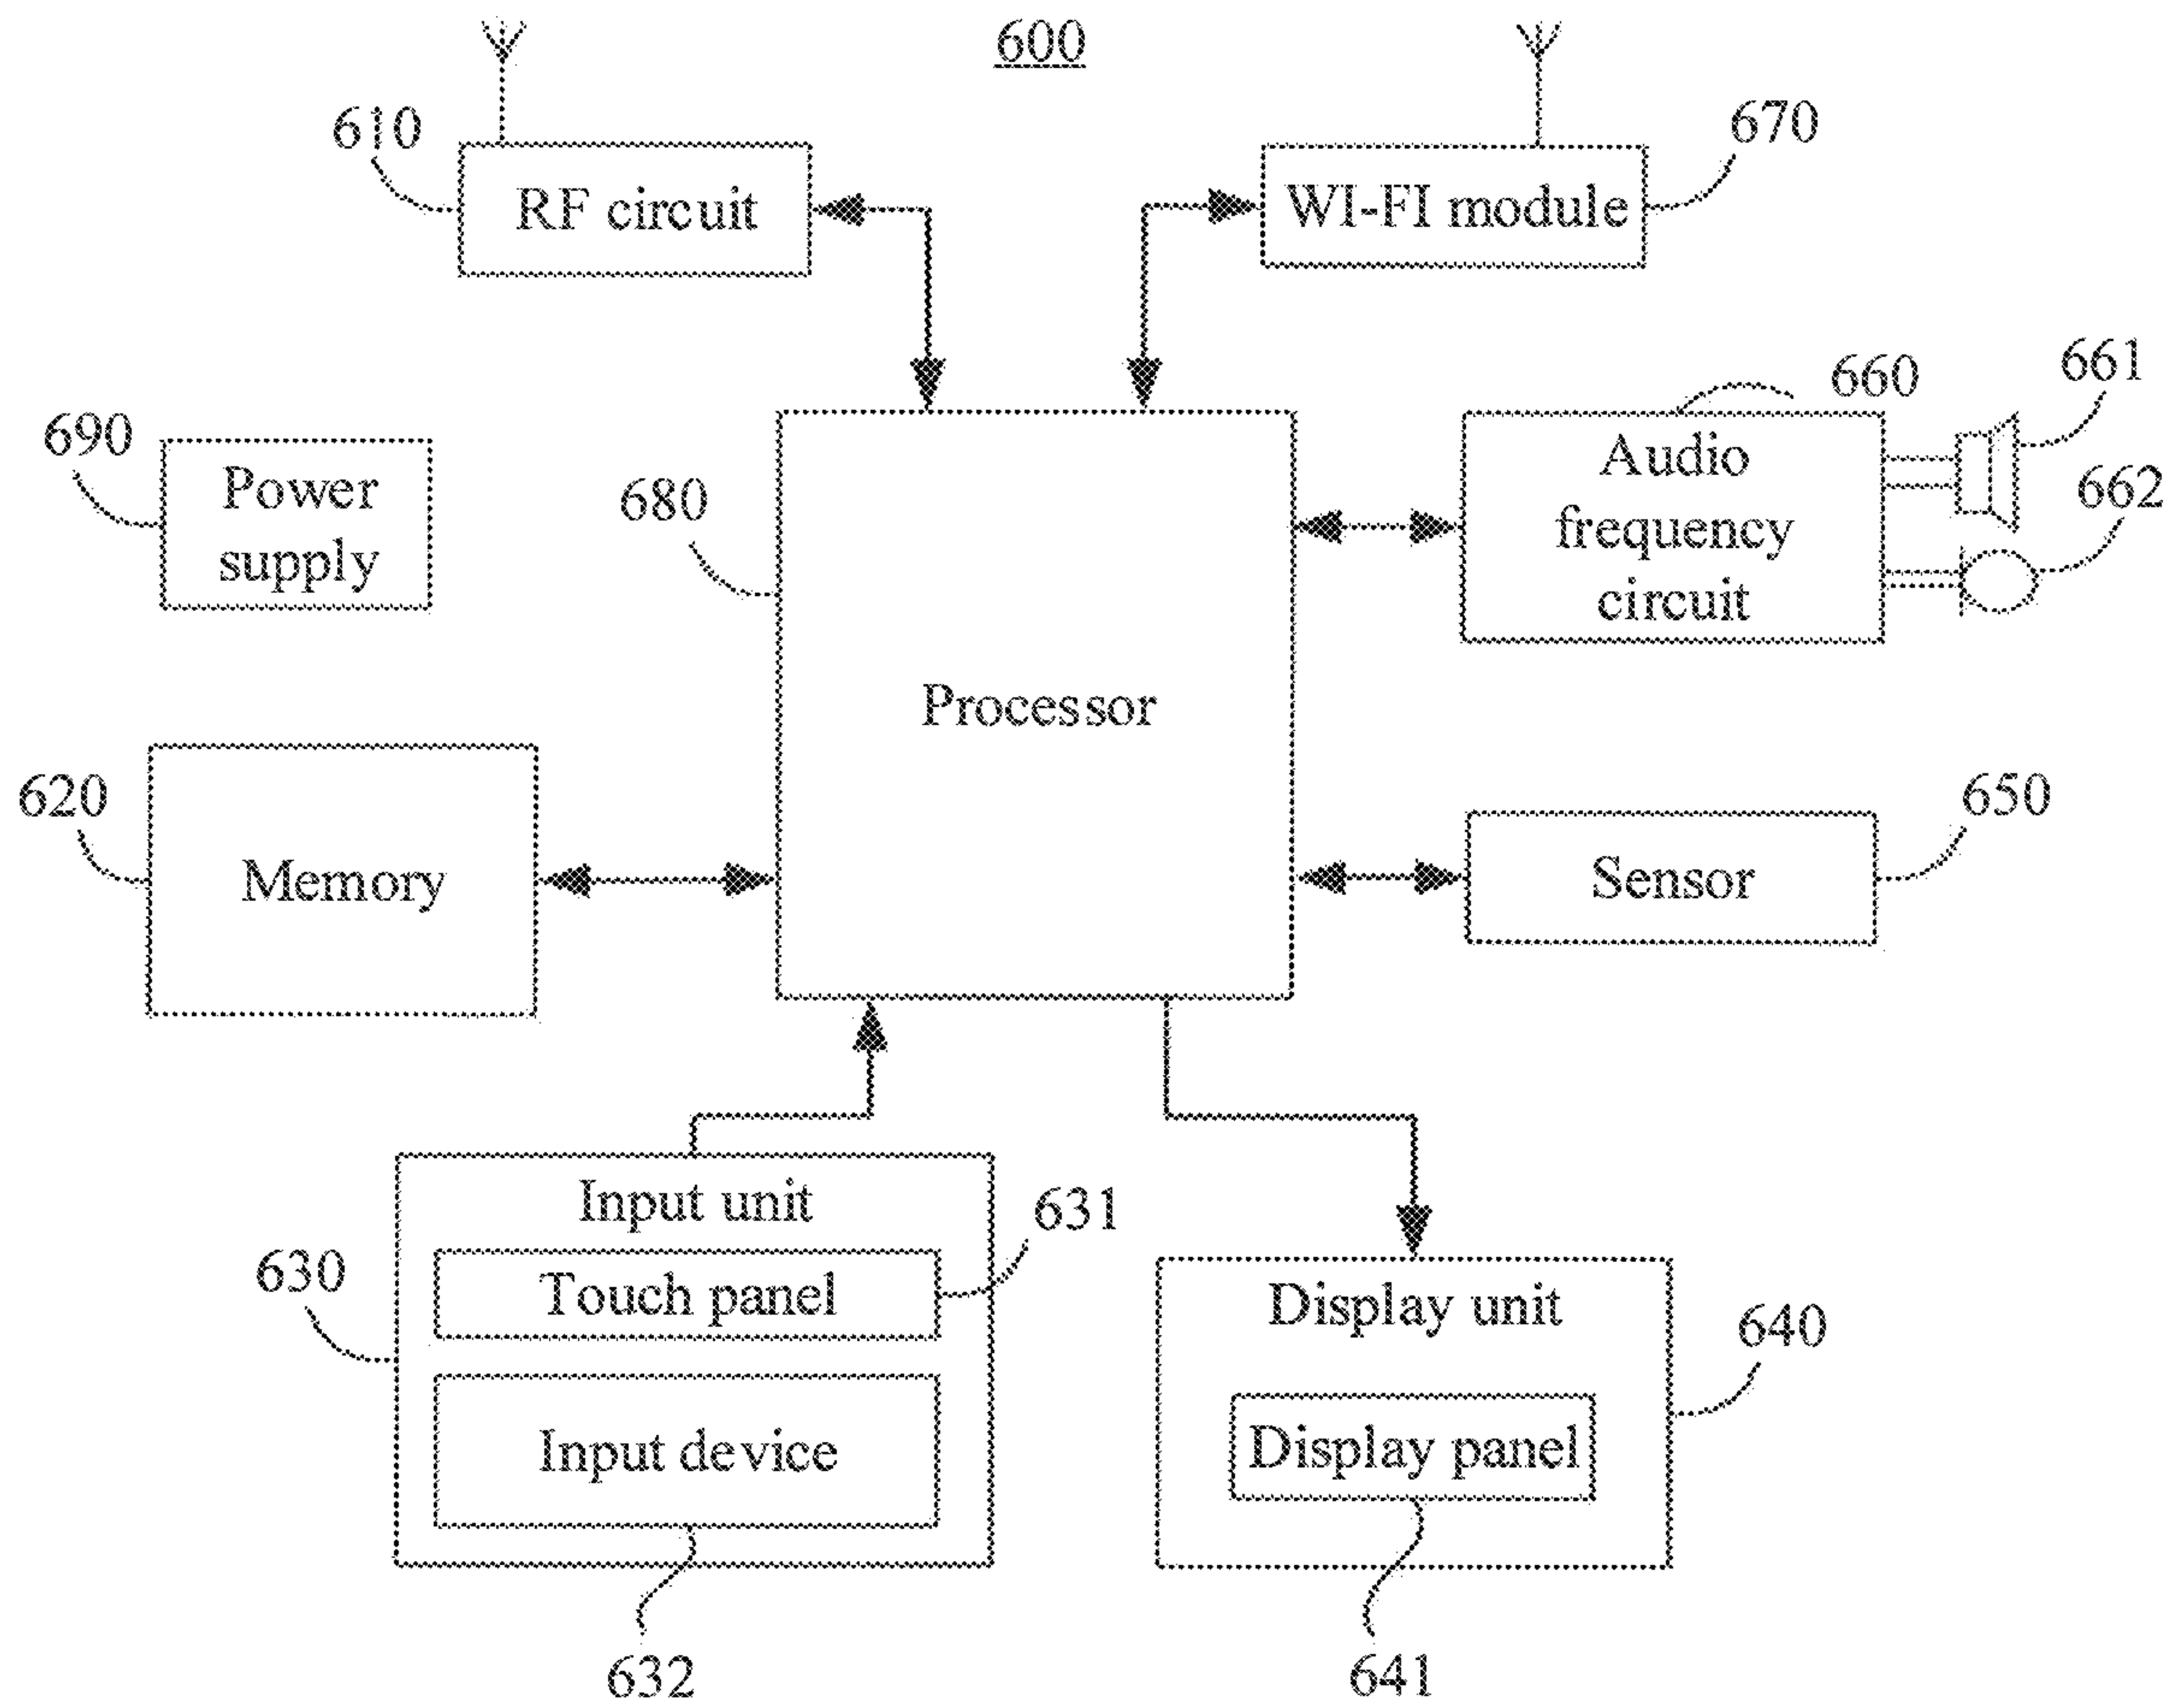 600
610
RF circuit
WI-FI module
670
690
Power
supply
680
Processor
660
Audio
frequency
circuit
661
662
620
Memory
650
Sensor
630
Input unit
631
Touch panel
Input device
632
Display unit
640
Display panel
641